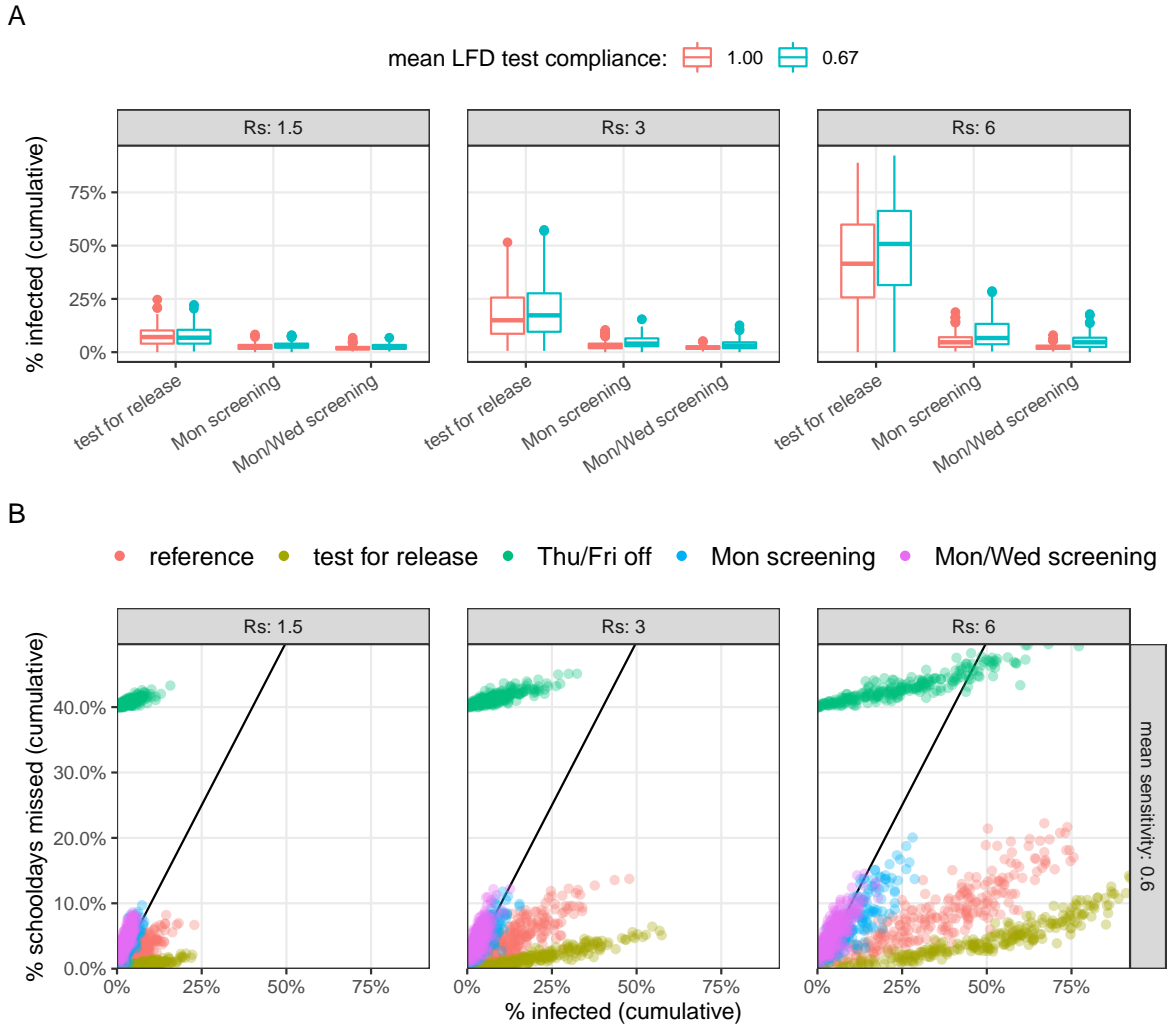 A
mean LFD test compliance: 1.00 0.67
Rs: 1.5 Rs: 3 Rs: 6
% infected (cumulative)
75%
50%
25%
0%
test for release Mon screening Mon/Wed screening test for release Mon screening Mon/Wed screening test for release Mon screening Mon/Wed screening
B
reference test for release Thu/Fri off Mon screening Mon/Wed screening
Rs: 1.5 Rs: 3 Rs: 6
% schooldays missed (cumulative)
40.0%
30.0%
20.0%
10.0%
0.0%
mean sensitivity: 0.6
0% 25% 50% 75% 0% 25% 50% 75% 0% 25% 50% 75%
% infected (cumulative)